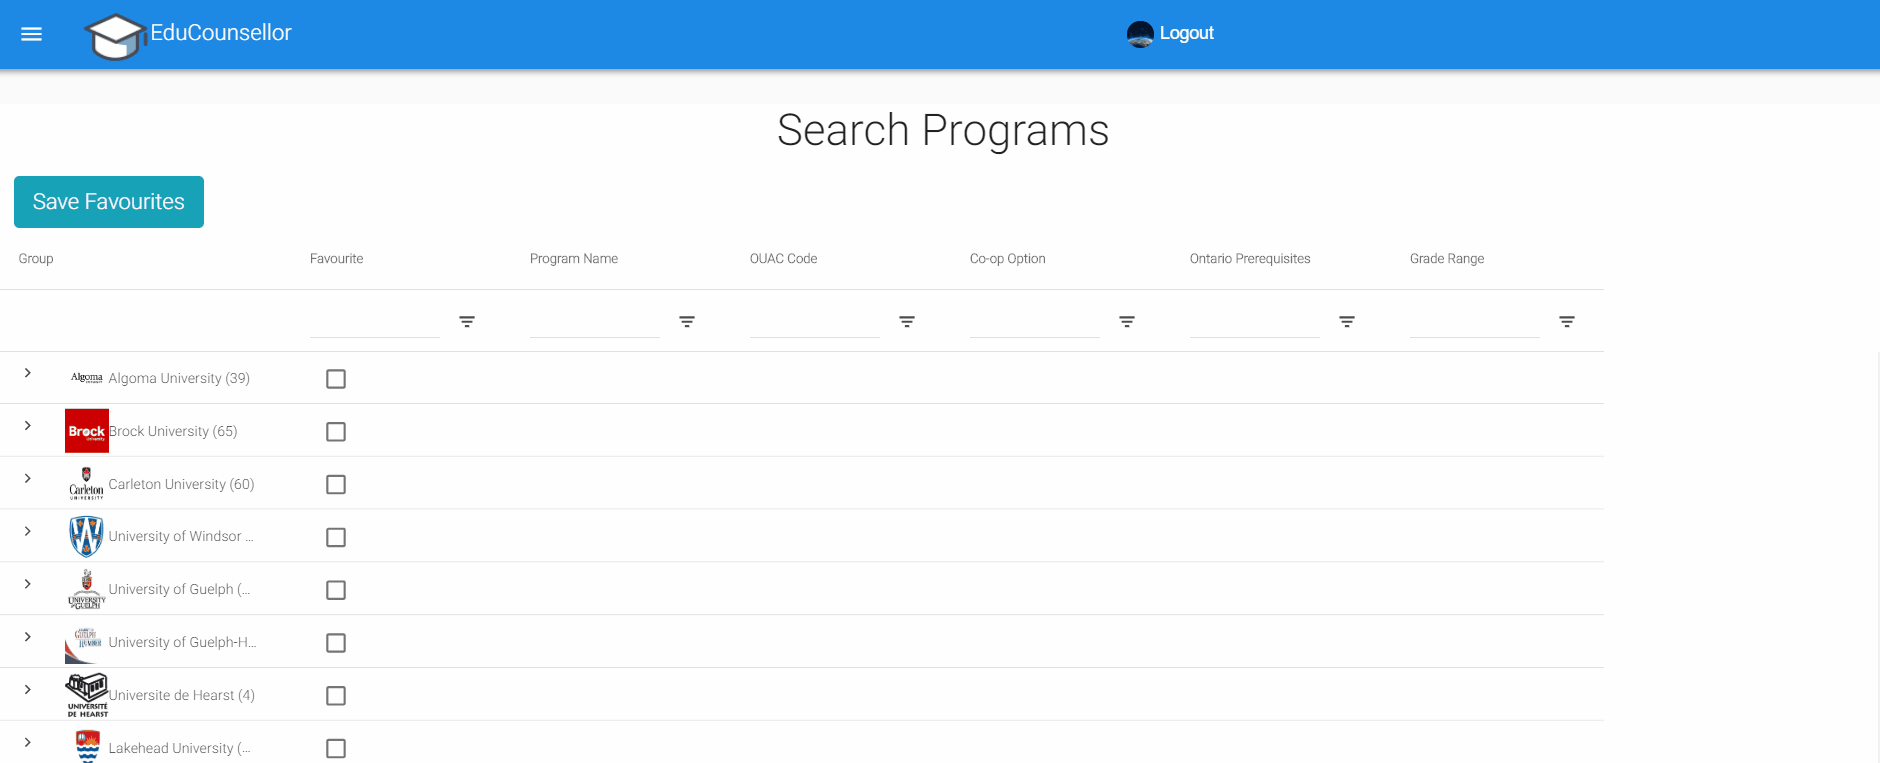 EduCounsellor
Logout
Search Programs
Save Favourites
Group Favourite Program Name OUAC Code Co-op Option Ontario Prerequisites Grade Range
Algoma Algoma University (39)
Brock University Brock University (65)
Carleton UNIVERSITY Carleton University (60)
University of Windsor ...
UNIVERSITY of GUELPH University of Guelph (...
GUELPH HUMBER University of Guelph-H...
UNIVERSITÉ DE HEARST Universite de Hearst (4)
Lakehead University (...